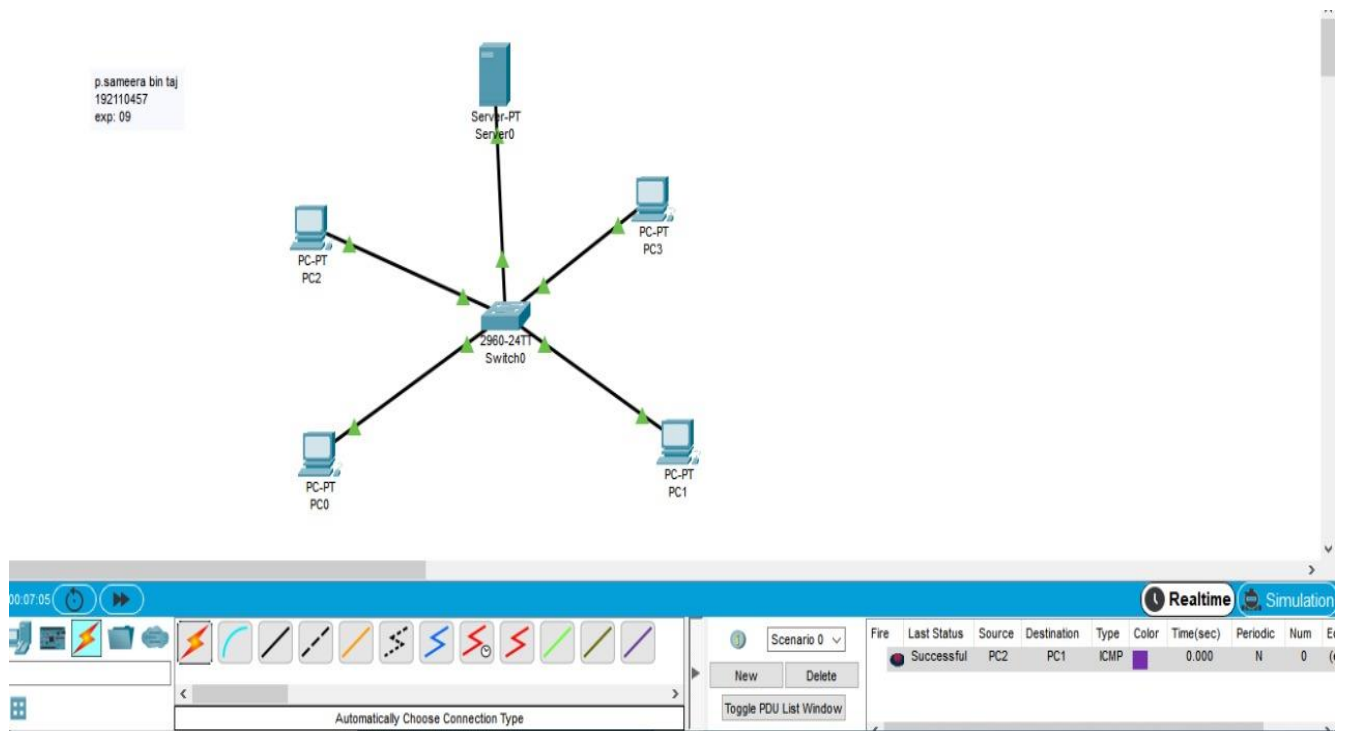 p.sameera bin taj
192110457
exp: 09
Server-PT
Server0
PC-PT
PC3
PC-PT
PC2
2960-24TT
Switch0
PC-PT
PC1
PC-PT
PC0
00:07:05
Realtime
Simulation
Scenario 0
New
Delete
Toggle PDU List Window
Fire Last Status Source Destination Type Color Time(sec) Periodic Num
Successful PC2 PC1 ICMP 0.000 N 0
Automatically Choose Connection Type